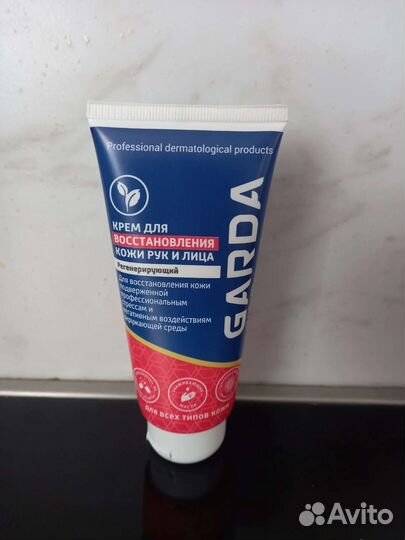 Professional dermatological products
КРЕМ ДЛЯ
ВОССТАНОВЛЕНИЯ
КОЖИ РУК И ЛИЦА
Регенерирующий
Для восстановления кожи
подверженной
профессиональным
стрессам и
негативным воздействиям
окружающей среды
GARDA
МАСЛА
для всех типов кожи
Avito